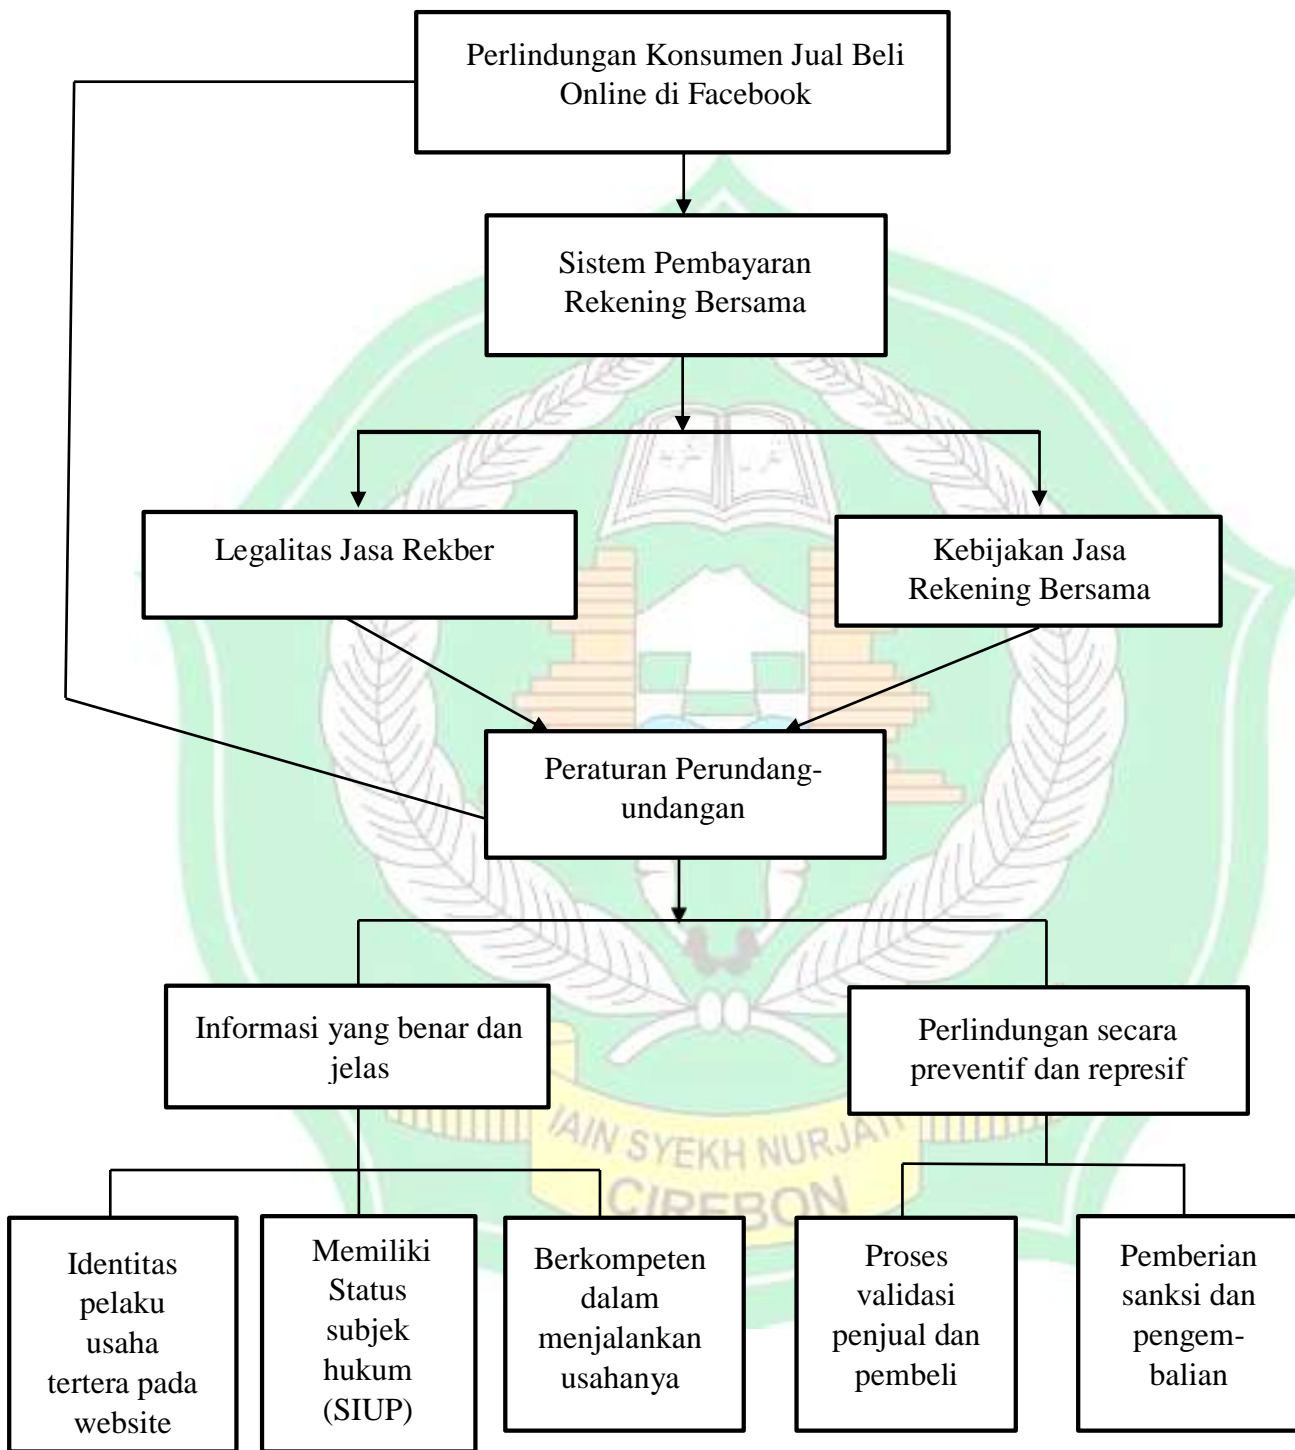 Perlindungan Konsumen Jual Beli
Online di Facebook
Sistem Pembayaran
Rekening Bersama
Legalitas Jasa Rekber
Kebijakan Jasa
Rekening Bersama
Peraturan Perundang-
undangan
Informasi yang benar dan
jelas
Perlindungan secara
preventif dan represif
IAIN SYEKH NURJATI
CIREBON
Identitas
pelaku
usaha
tertera pada
website
Memiliki
Status
subjek
hukum
(SIUP)
Berkompeten
dalam
menjalankan
usahanya
Proses
validasi
penjual dan
pembeli
Pemberian
sanksi dan
pengem-
balian